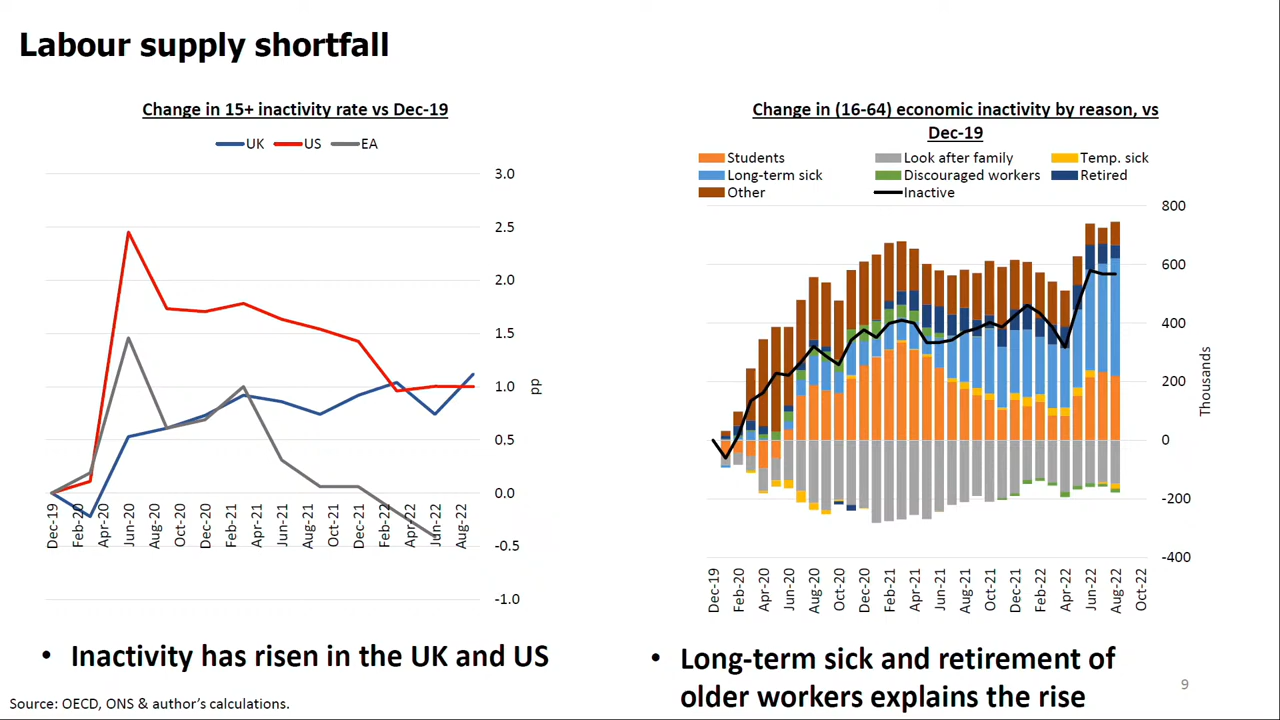 Labour supply shortfall
Change in 15+ inactivity rate vs Dec-19
UK US EA
3.0
2.5
2.0
1.5
1.0
0.5
0.0
-0.5
-1.0
pp
Dec-19 Feb-20 Apr-20 Jun-20 Aug-20 Oct-20 Dec-20 Feb-21 Apr-21 Jun-21 Aug-21 Oct-21 Dec-21 Feb-22 Apr-22 Jun-22 Aug-22
Change in (16-64) economic inactivity by reason, vs
Dec-19
Students Look after family Temp. sick
Long-term sick Discouraged workers Retired
Other Inactive
800
600
400
200
0
-200
-400
Thousands
Dec-19 Feb-20 Apr-20 Jun-20 Aug-20 Oct-20 Dec-20 Feb-21 Apr-21 Jun-21 Aug-21 Oct-21 Dec-21 Feb-22 Apr-22 Jun-22 Aug-22 Oct-22
• Inactivity has risen in the UK and US
• Long-term sick and retirement of
older workers explains the rise
Source: OECD, ONS & author's calculations.
9